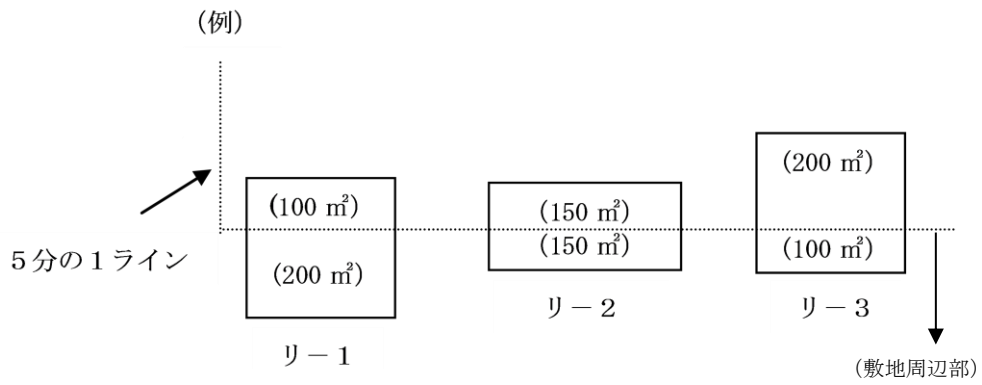 (例)
(100 ㎡)
(200 ㎡)
(150 ㎡)
(150 ㎡)
(200 ㎡)
(100 ㎡)
5分の1ライン
リ－1
リ－2
リ－3
(敷地周辺部)